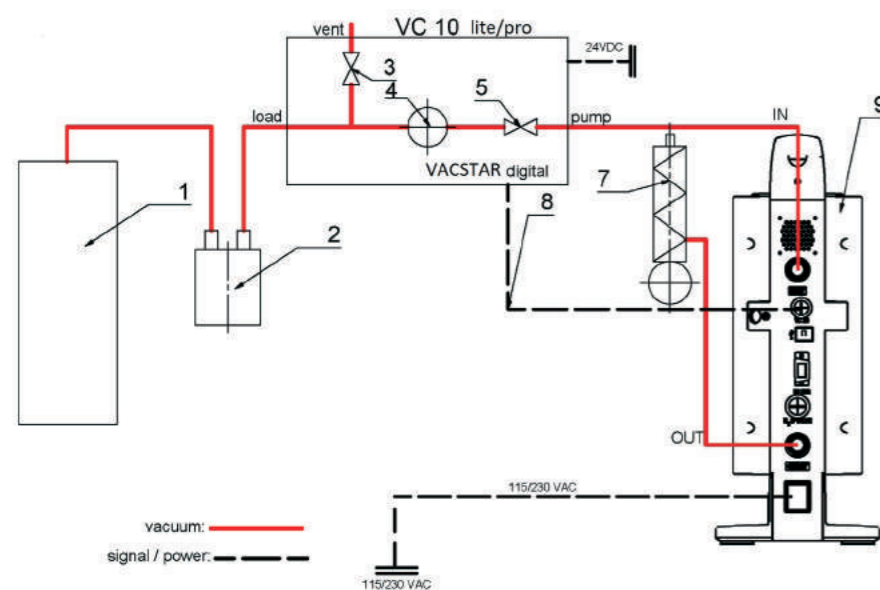 vent
VC 10 lite/pro
24VDC
3
4
5
load
pump
IN
9
VACSTAR digital
7
1
8
2
OUT
115/230 VAC
vacuum:
signal / power:
115/230 VAC